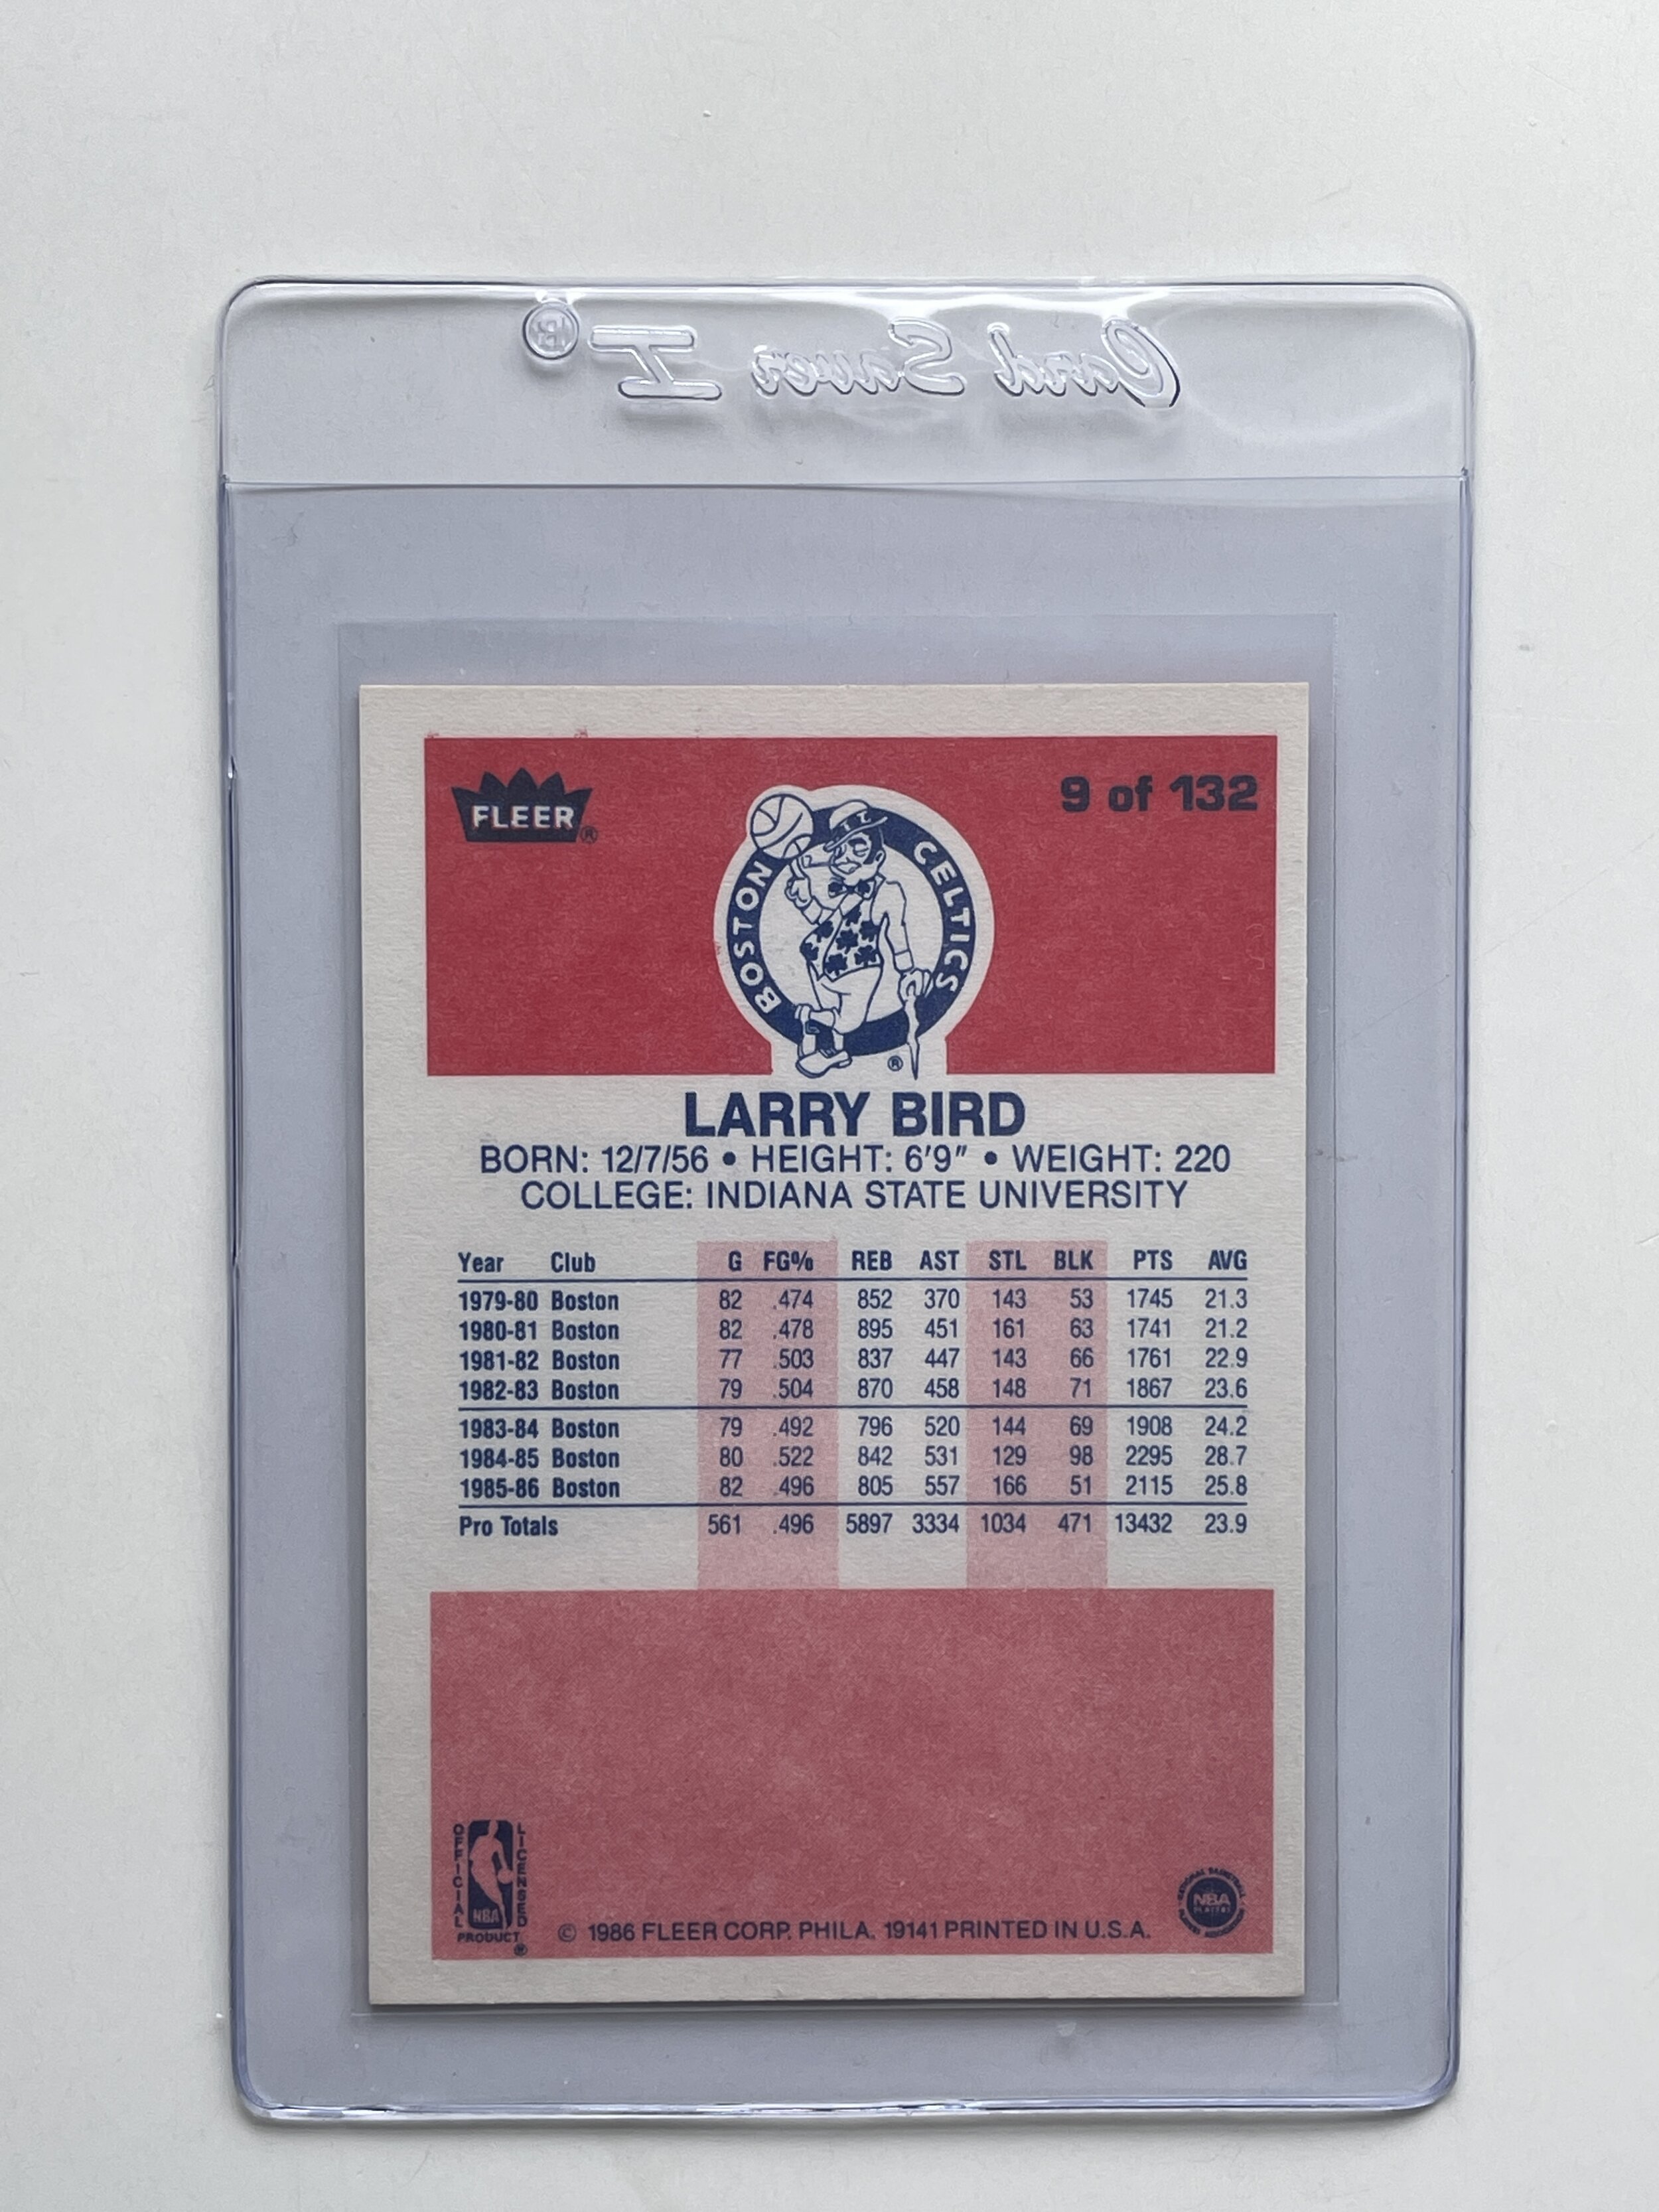 Card Saver I®
FLEER®
9 of 132
BOSTON CELTICS
®
LARRY BIRD
BORN: 12/7/56 • HEIGHT: 6'9" • WEIGHT: 220
COLLEGE: INDIANA STATE UNIVERSITY
Year Club G FG% REB AST STL BLK PTS AVG
1979-80 Boston 82 .474 852 370 143 53 1745 21.3
1980-81 Boston 82 .478 895 451 161 63 1741 21.2
1981-82 Boston 77 .503 837 447 143 66 1761 22.9
1982-83 Boston 79 .504 870 458 148 71 1867 23.6
1983-84 Boston 79 .492 796 520 144 69 1908 24.2
1984-85 Boston 80 .522 842 531 129 98 2295 28.7
1985-86 Boston 82 .496 805 557 166 51 2115 25.8
Pro Totals 561 .496 5897 3334 1034 471 13432 23.9
OFFICIAL LICENSED
NBA
PRODUCT
®
© 1986 FLEER CORP. PHILA. 19141 PRINTED IN U.S.A.
NATIONAL BASKETBALL
NBA
PLAYERS